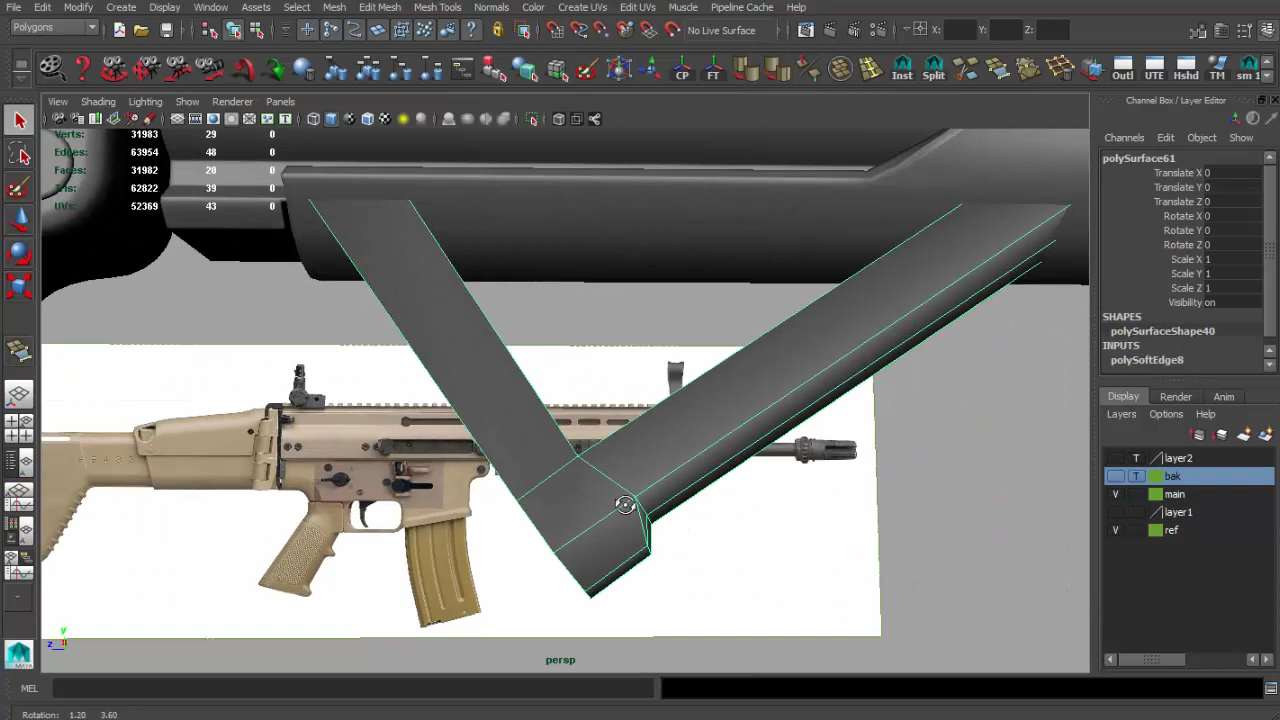 File Edit Modify Create Display Window Assets Select Mesh Edit Mesh Mesh Tools Normals Color Create UVs Edit UVs Muscle Pipeline Cache Help
Polygons No Live Surface X: Y: Z:
CP FT Inst Split Outl UTE Hshd TM sm 1
View Shading Lighting Show Renderer Panels
Channel Box / Layer Editor
Verts: 31983 29 0
Edges: 63954 48 0
Faces: 31982 20 0
Tris: 62822 39 0
UVs: 52369 43 0
Channels Edit Object Show
polySurface61
Translate X 0
Translate Y 0
Translate Z 0
Rotate X 0
Rotate Y 0
Rotate Z 0
Scale X 1
Scale Y 1
Scale Z 1
Visibility on
SHAPES
polySurfaceShape40
INPUTS
polySoftEdge8
Display Render Anim
Layers Options Help
T layer2
T bak
V main
layer1
V ref
y
z
persp
MEL
Rotation: 1.20 3.60